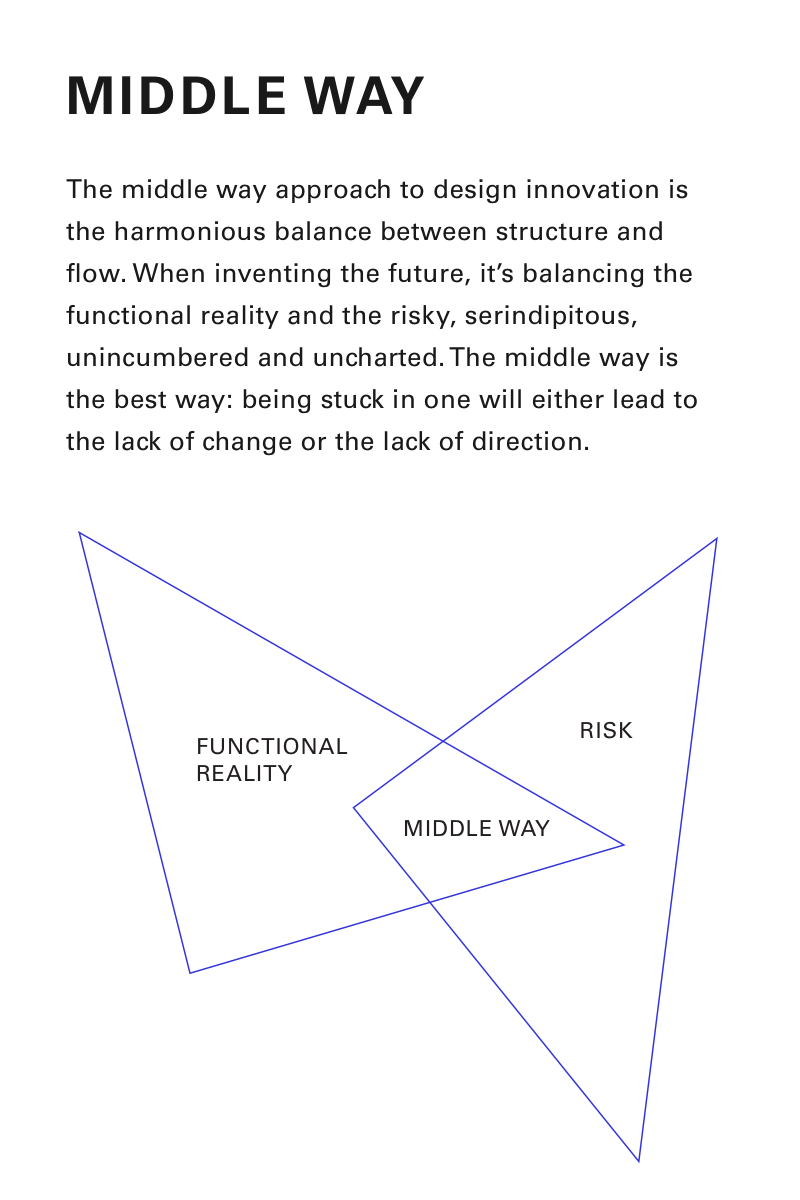 MIDDLE WAY
The middle way approach to design innovation is
the harmonious balance between structure and
flow. When inventing the future, it’s balancing the
functional reality and the risky, serindipitous,
unincumbered and uncharted. The middle way is
the best way: being stuck in one will either lead to
the lack of change or the lack of direction.
RISK
FUNCTIONAL
REALITY
MIDDLE WAY